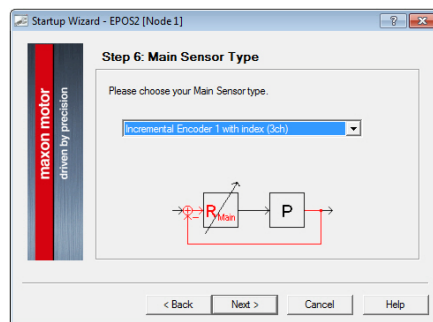 Startup Wizard - EPOS2 [Node 1]
Step 6: Main Sensor Type
maxon motor
driven by precision
Please choose your Main Sensor type.
Incremental Encoder 1 with index (3ch)
R Main
P
< Back
Next >
Cancel
Help